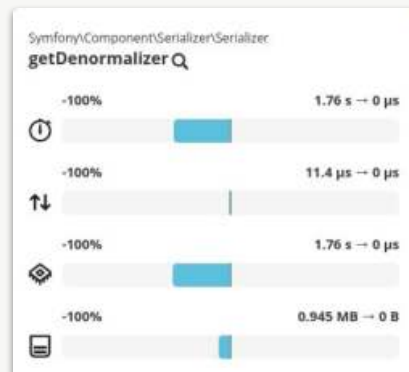 Symfony\Component\Serializer\Serializer
getDenormalizer
-100% 1.76 s → 0 µs
-100% 11.4 µs → 0 µs
-100% 1.76 s → 0 µs
-100% 0.945 MB → 0 B